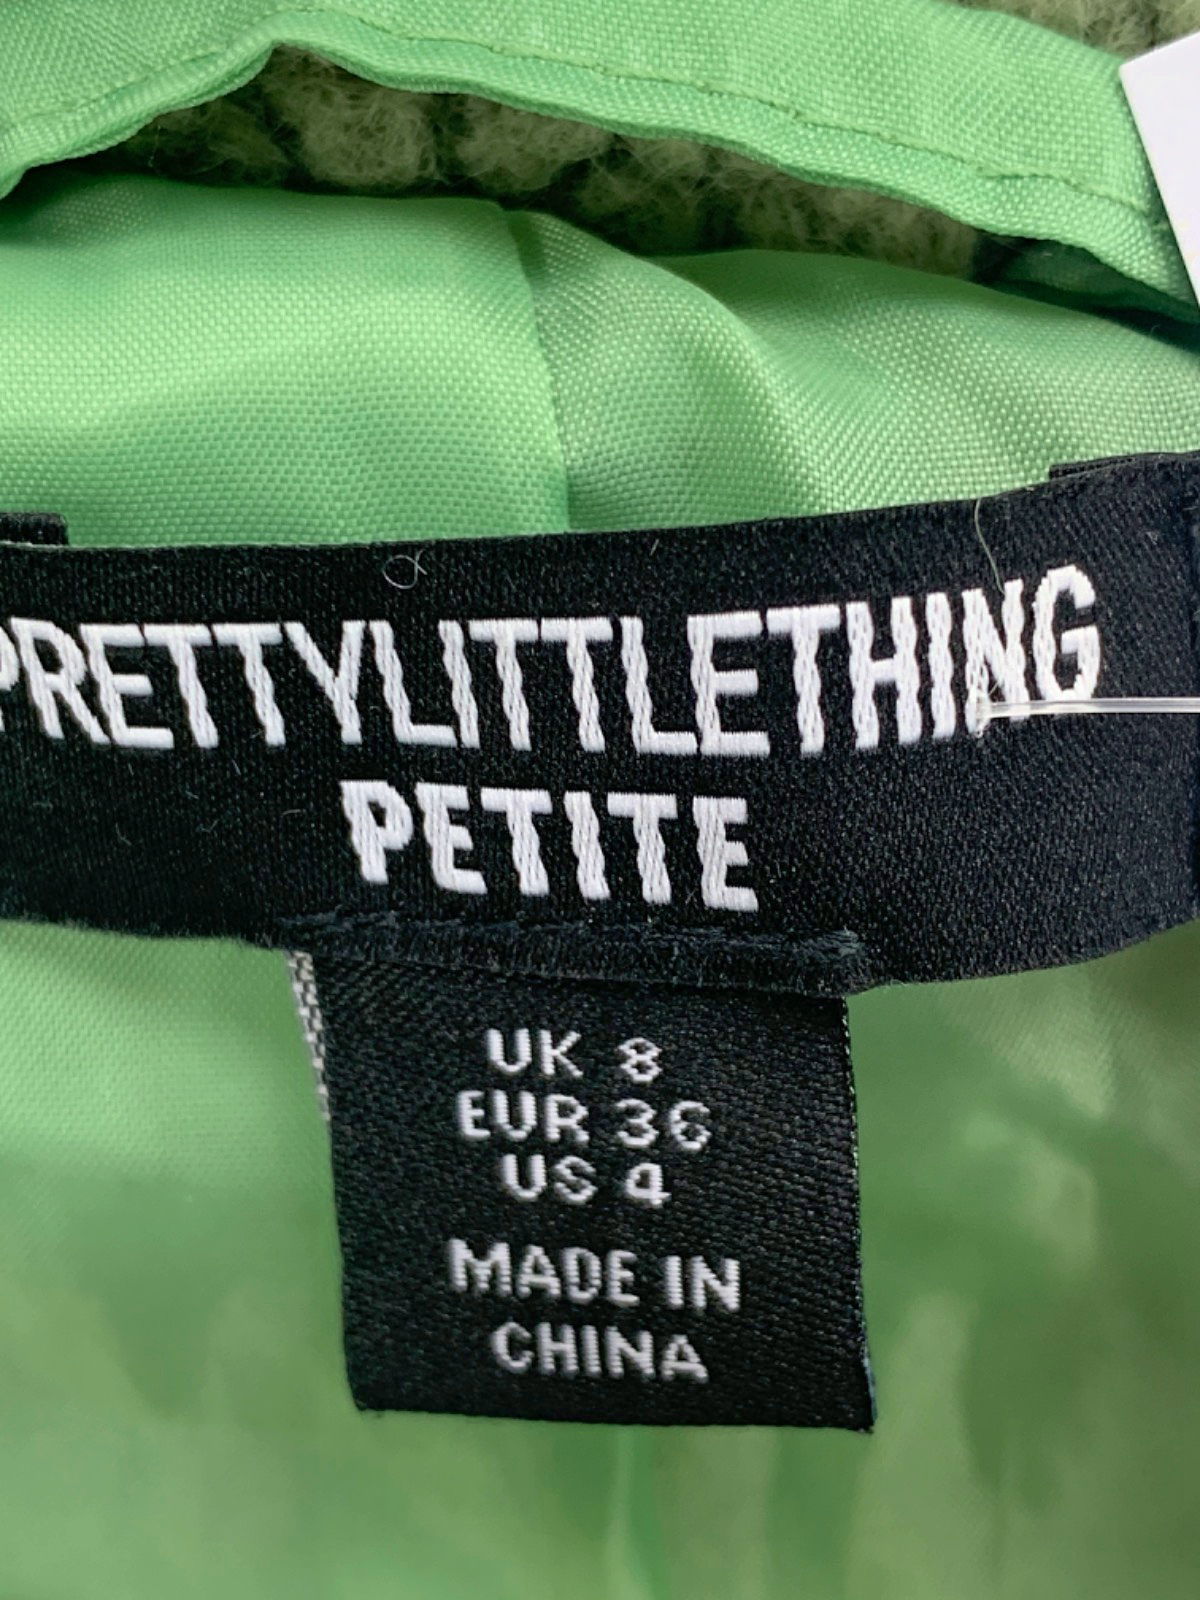 PRETTYLITTLETHING
PETITE
UK 8
EUR 36
US 4
MADE IN
CHINA